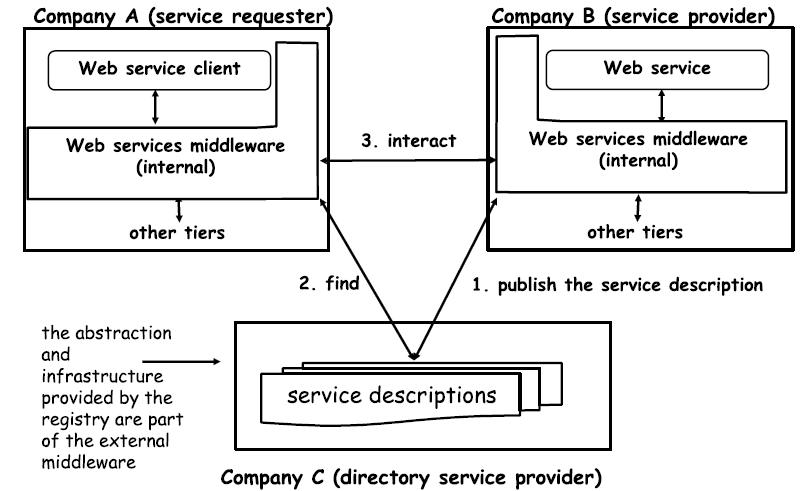 Company A (service requester)
Company B (service provider)
Web service client
Web service
Web services middleware
(internal)
3. interact
Web services middleware
(internal)
other tiers
other tiers
2. find
1. publish the service description
the abstraction
and
infrastructure
provided by the
registry are part
of the external
middleware
service descriptions
Company C (directory service provider)